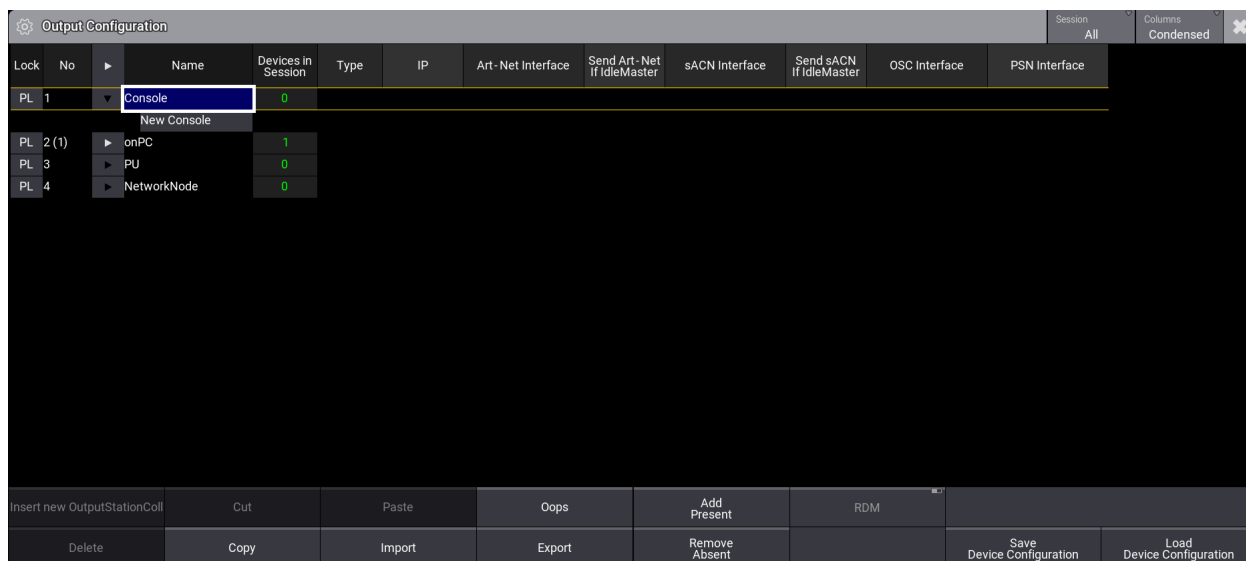 Output Configuration
Session
All
Columns
Condensed
Lock No Name Devices in Session Type IP Art-Net Interface Send Art-Net If IdleMaster sACN Interface Send sACN If IdleMaster OSC Interface PSN Interface
PL 1 Console 0
New Console
PL 2 (1) onPC 1
PL 3 PU 0
PL 4 NetworkNode 0
Insert new OutputStationColl Cut Paste Oops Add Present RDM
Delete Copy Import Export Remove Absent Save Device Configuration Load Device Configuration